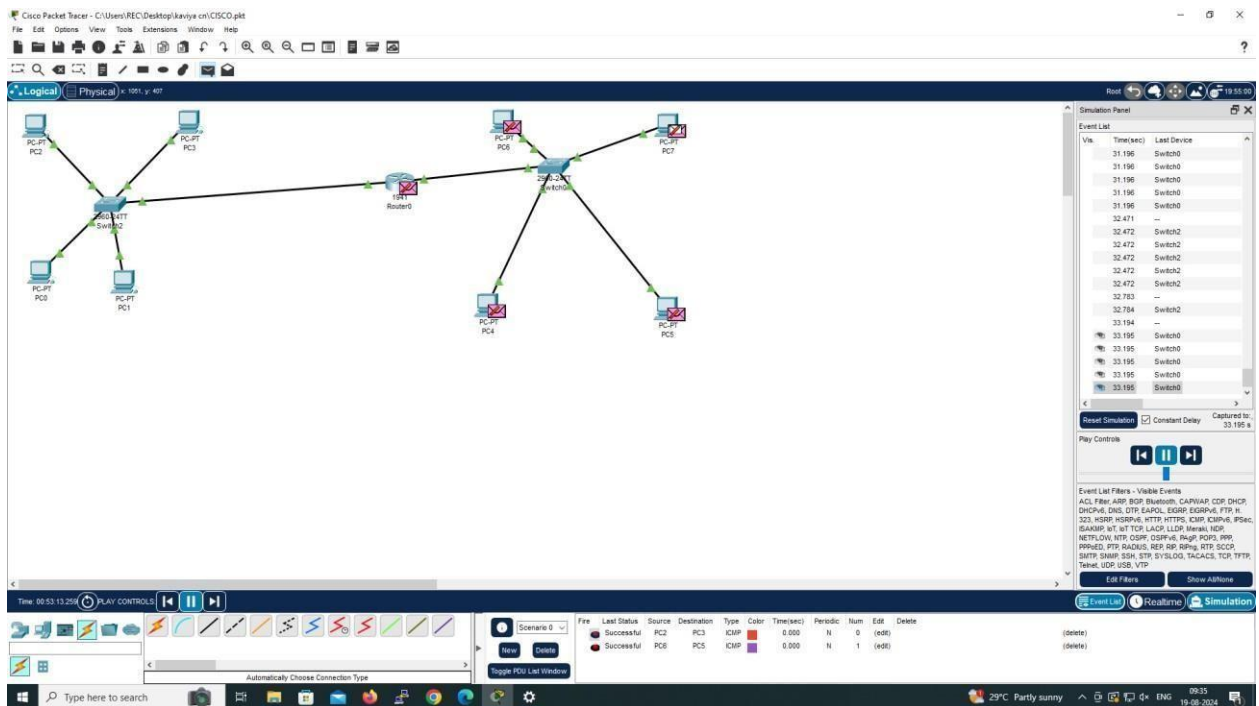 Cisco Packet Tracer - C:\Users\REC\Desktop\kaviya cn\CISCO.pkt
File Edit Options View Tools Extensions Window Help
?
Logical Physical x: 1061, y: 407 Root 19:55:00
PC-PT
PC2
PC-PT
PC3
2960-24TT
Switch2
PC-PT
PC0
PC-PT
PC1
1941
Router0
PC-PT
PC6
PC-PT
PC7
2960-24TT
Switch0
PC-PT
PC4
PC-PT
PC5
Simulation Panel
Event List
Vis. Time(sec) Last Device
31.196 Switch0
31.196 Switch0
31.196 Switch0
31.196 Switch0
31.196 Switch0
32.471 --
32.472 Switch2
32.472 Switch2
32.472 Switch2
32.472 Switch2
32.472 Switch2
32.783 --
32.784 Switch2
33.194 --
33.195 Switch0
33.195 Switch0
33.195 Switch0
33.195 Switch0
33.195 Switch0
Reset Simulation Constant Delay Captured to:
33.195 s
Play Controls
Event List Filters - Visible Events
ACL Filter, ARP, BGP, Bluetooth, CAPWAP, CDP, DHCP,
DHCPv6, DNS, DTP, EAPOL, EIGRP, EIGRPv6, FTP, H.
323, HSRP, HSRPv6, HTTP, HTTPS, ICMP, ICMPv6, IPSec,
ISAKMP, IoT, IoT TCP, LACP, LLDP, Meraki, NDP,
NETFLOW, NTP, OSPF, OSPFv6, PAgP, POP3, PPP,
PPPoED, PTP, RADIUS, REP, RIP, RIPng, RTP, SCCP,
SMTP, SNMP, SSH, STP, SYSLOG, TACACS, TCP, TFTP,
Telnet, UDP, USB, VTP
Edit Filters Show All/None
Time: 00:53:13.259 PLAY CONTROLS: Event List Realtime Simulation
Automatically Choose Connection Type
Scenario 0
New Delete
Toggle PDU List Window
Fire Last Status Source Destination Type Color Time(sec) Periodic Num Edit Delete
Successful PC2 PC3 ICMP 0.000 N 0 (edit) (delete)
Successful PC6 PC5 ICMP 0.000 N 1 (edit) (delete)
Type here to search 29°C Partly sunny ENG 09:35
19-08-2024